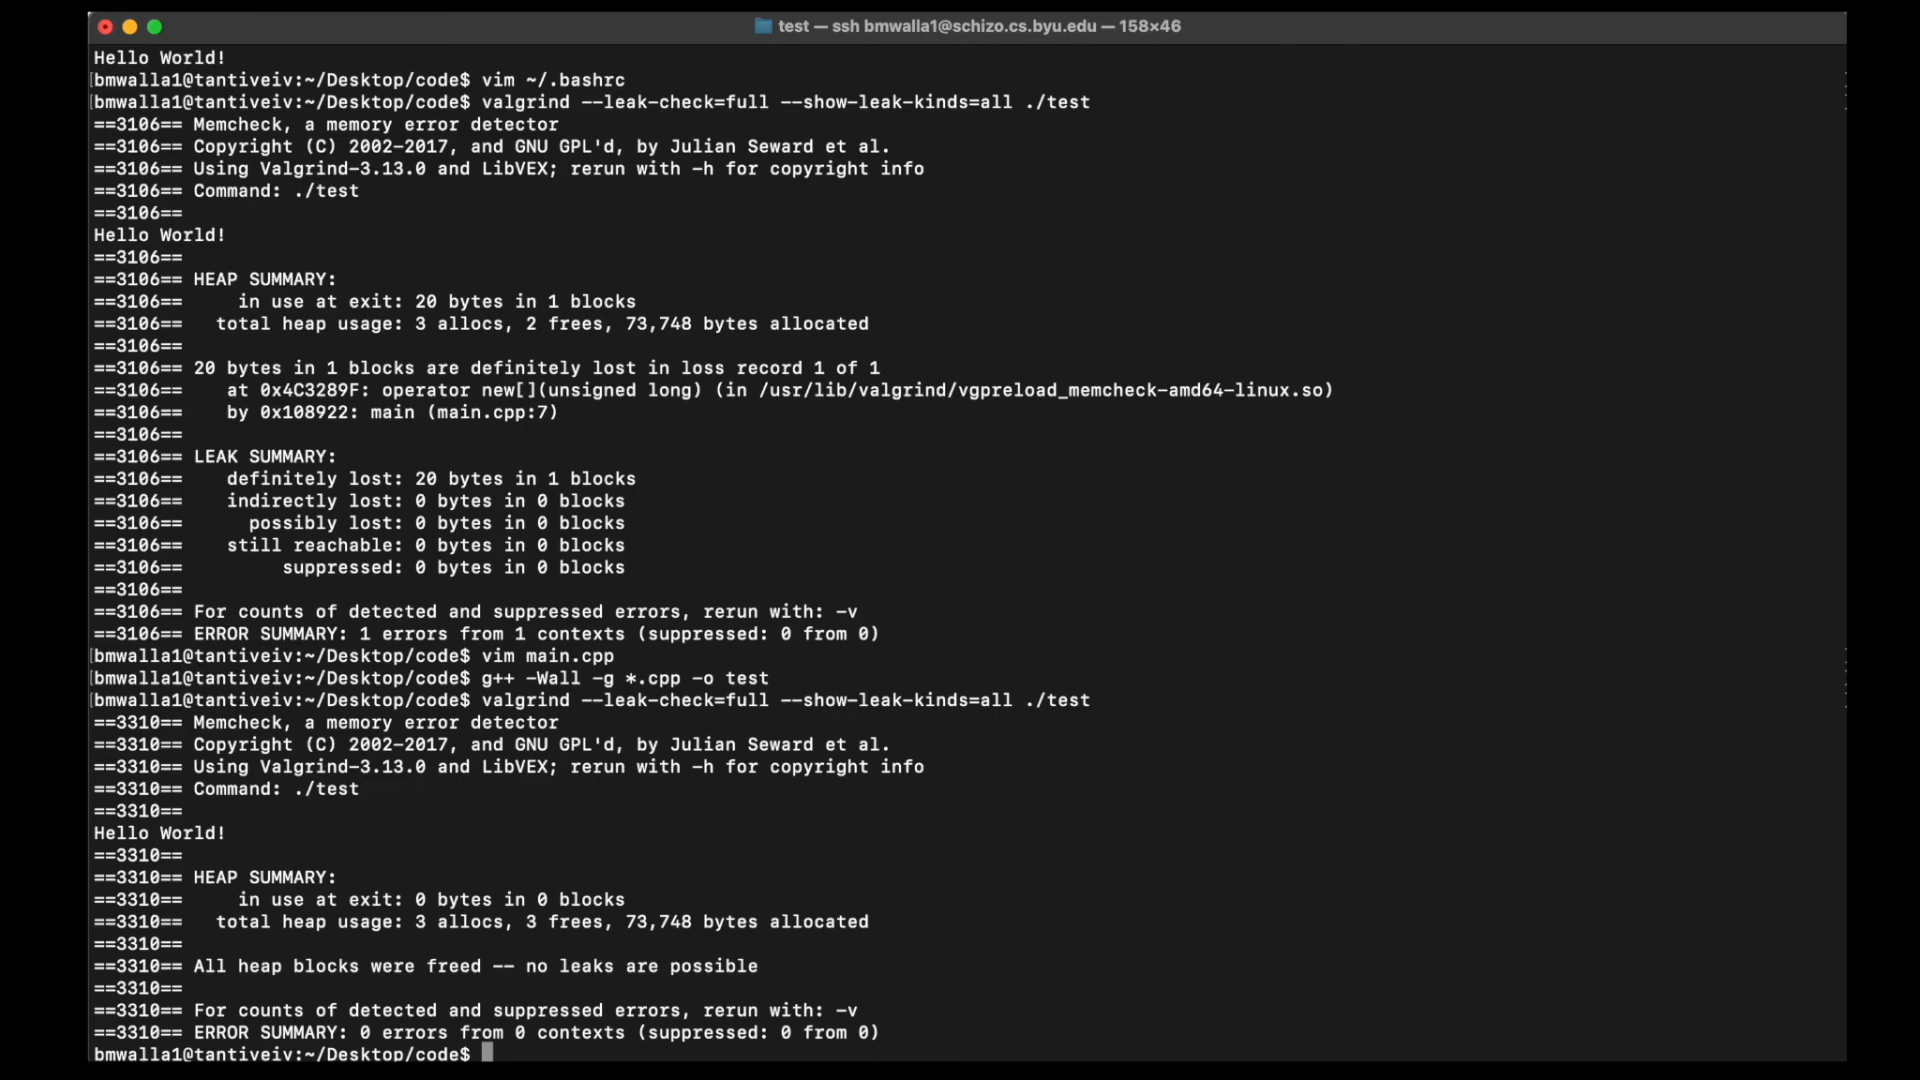 test — ssh bmwalla1@schizo.cs.byu.edu — 158×46
Hello World!
[bmwalla1@tantiveiv:~/Desktop/code$ vim ~/.bashrc
[bmwalla1@tantiveiv:~/Desktop/code$ valgrind --leak-check=full --show-leak-kinds=all ./test
==3106== Memcheck, a memory error detector
==3106== Copyright (C) 2002-2017, and GNU GPL'd, by Julian Seward et al.
==3106== Using Valgrind-3.13.0 and LibVEX; rerun with -h for copyright info
==3106== Command: ./test
==3106==
Hello World!
==3106==
==3106== HEAP SUMMARY:
==3106==     in use at exit: 20 bytes in 1 blocks
==3106==   total heap usage: 3 allocs, 2 frees, 73,748 bytes allocated
==3106==
==3106== 20 bytes in 1 blocks are definitely lost in loss record 1 of 1
==3106==    at 0x4C3289F: operator new[](unsigned long) (in /usr/lib/valgrind/vgpreload_memcheck-amd64-linux.so)
==3106==    by 0x108922: main (main.cpp:7)
==3106==
==3106== LEAK SUMMARY:
==3106==    definitely lost: 20 bytes in 1 blocks
==3106==    indirectly lost: 0 bytes in 0 blocks
==3106==      possibly lost: 0 bytes in 0 blocks
==3106==    still reachable: 0 bytes in 0 blocks
==3106==         suppressed: 0 bytes in 0 blocks
==3106==
==3106== For counts of detected and suppressed errors, rerun with: -v
==3106== ERROR SUMMARY: 1 errors from 1 contexts (suppressed: 0 from 0)
[bmwalla1@tantiveiv:~/Desktop/code$ vim main.cpp
[bmwalla1@tantiveiv:~/Desktop/code$ g++ -Wall -g *.cpp -o test
[bmwalla1@tantiveiv:~/Desktop/code$ valgrind --leak-check=full --show-leak-kinds=all ./test
==3310== Memcheck, a memory error detector
==3310== Copyright (C) 2002-2017, and GNU GPL'd, by Julian Seward et al.
==3310== Using Valgrind-3.13.0 and LibVEX; rerun with -h for copyright info
==3310== Command: ./test
==3310==
Hello World!
==3310==
==3310== HEAP SUMMARY:
==3310==     in use at exit: 0 bytes in 0 blocks
==3310==   total heap usage: 3 allocs, 3 frees, 73,748 bytes allocated
==3310==
==3310== All heap blocks were freed -- no leaks are possible
==3310==
==3310== For counts of detected and suppressed errors, rerun with: -v
==3310== ERROR SUMMARY: 0 errors from 0 contexts (suppressed: 0 from 0)
bmwalla1@tantiveiv:~/Desktop/code$